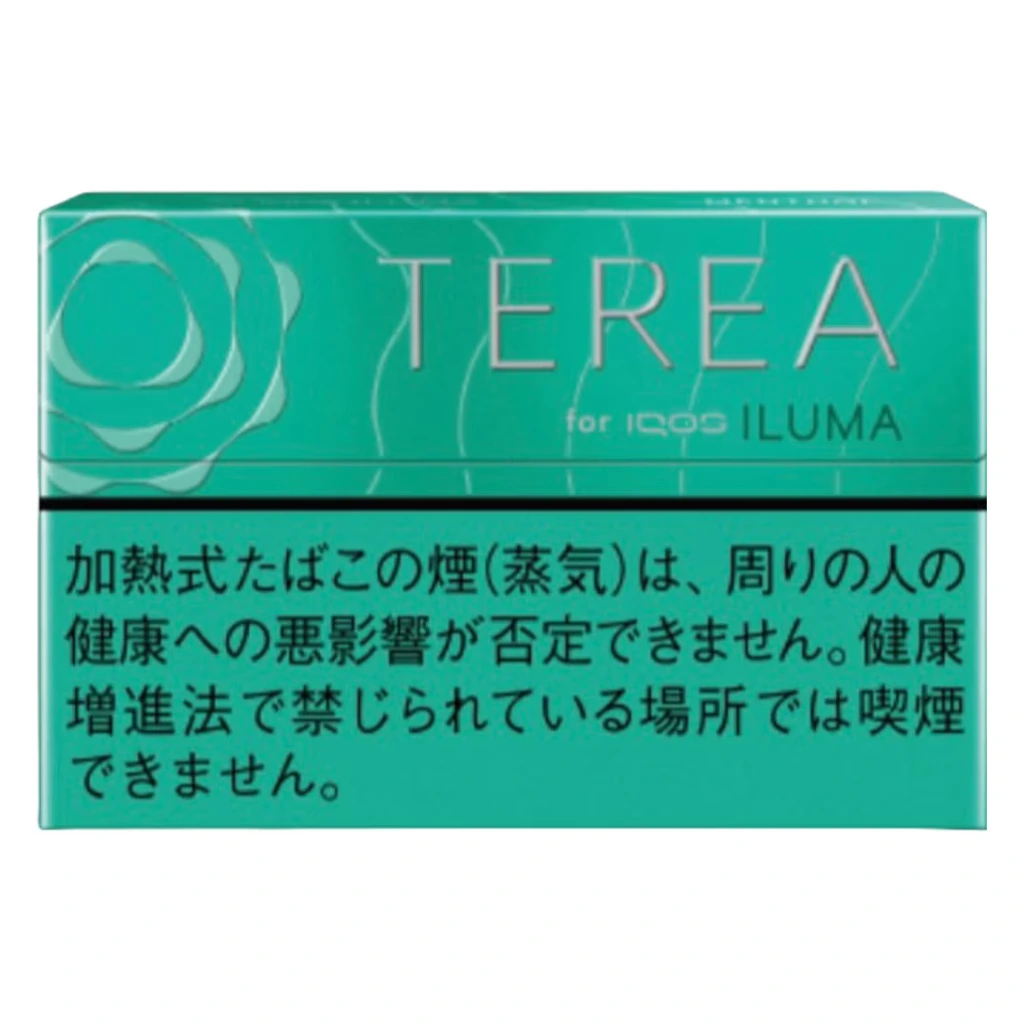 MENTHOL
TEREA
for IQOS ILUMA
加熱式たばこの煙(蒸気)は、周りの人の
健康への悪影響が否定できません。健康
増進法で禁じられている場所では喫煙
できません。